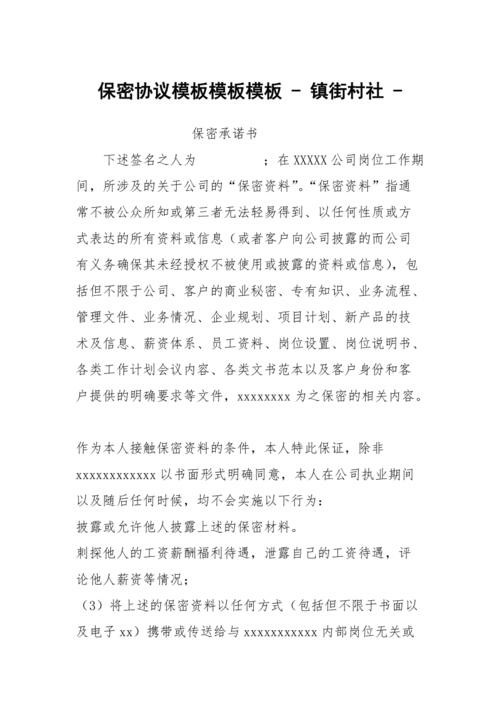 保密协议模板模板模板 - 镇街村社 -
保密承诺书
下述签名之人为          ；在 XXXXX 公司岗位工作期
间，所涉及的关于公司的“保密资料”。“保密资料”指通
常不被公众所知或第三者无法轻易得到、以任何性质或方
式表达的所有资料或信息（或者客户向公司披露的而公司
有义务确保其未经授权不被使用或披露的资料或信息），包
括但不限于公司、客户的商业秘密、专有知识、业务流程、
管理文件、业务情况、企业规划、项目计划、新产品的技
术及信息、薪资体系、员工资料、岗位设置、岗位说明书、
各类工作计划会议内容、各类文书范本以及客户身份和客
户提供的明确要求等文件，xxxxxxxx 为之保密的相关内容。
作为本人接触保密资料的条件，本人特此保证，除非
xxxxxxxxxxxx 以书面形式明确同意，本人在公司执业期间
以及随后任何时候，均不会实施以下行为：
披露或允许他人披露上述的保密材料。
刺探他人的工资薪酬福利待遇，泄露自己的工资待遇，评
论他人薪资等情况；
（3）将上述的保密资料以任何方式（包括但不限于书面以
及电子 xx）携带或传送给与 xxxxxxxxxxx 内部岗位无关或